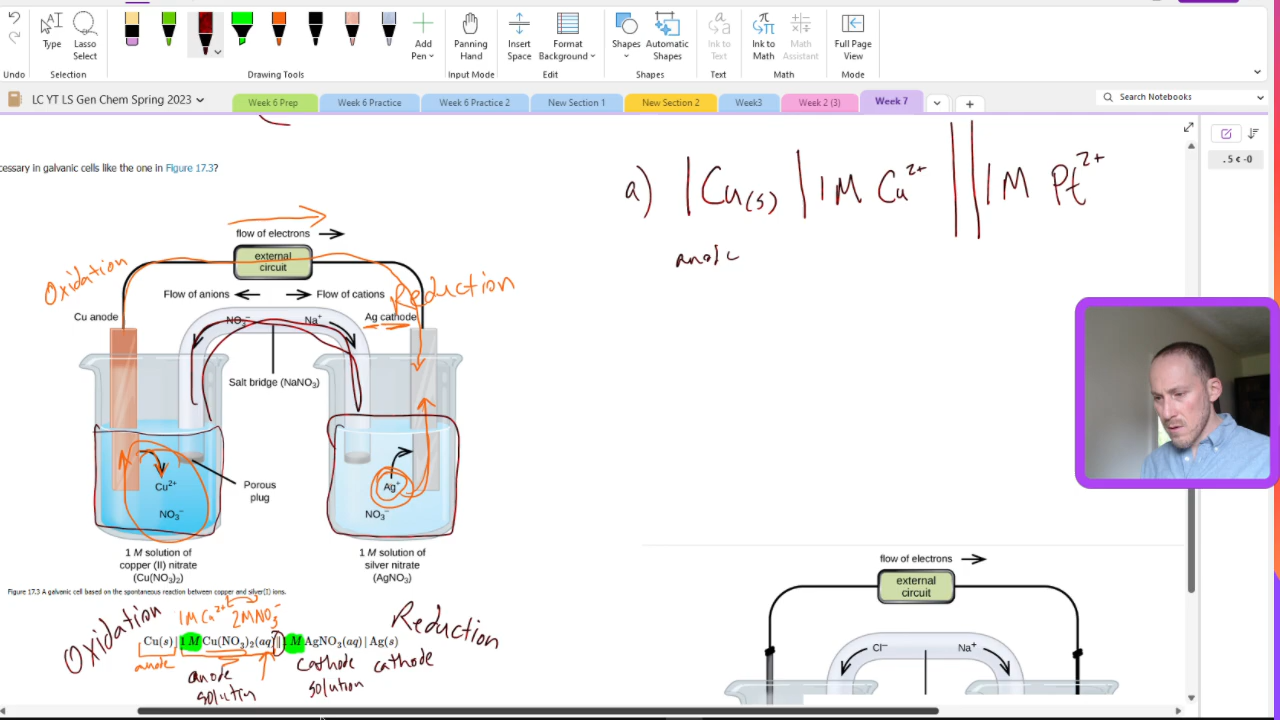 Undo
Type
Lasso Select
Selection
Drawing Tools
Add Pen
Panning Hand
Input Mode
Insert Space
Format Background
Edit
Shapes
Automatic Shapes
Shapes
Ink to Text
Text
Ink to Math
Math Assistant
Math
Full Page View
Mode
LC YT LS Gen Chem Spring 2023
Week 6 Prep
Week 6 Practice
Week 6 Practice 2
New Section 1
New Section 2
Week3
Week 2 (3)
Week 7
Search Notebooks
.5 ¢ -0
cessary in galvanic cells like the one in Figure 17.3?
a) |Cu(s) | 1 M Cu²⁺ || 1 M Pt²⁺
anode
flow of electrons
external circuit
Oxidation
Flow of anions
Flow of cations
Reduction
Cu anode
NO₃⁻
Na⁺
Ag cathode
Salt bridge (NaNO₃)
Cu²⁺
NO₃⁻
Porous plug
Ag⁺
NO₃⁻
1 M solution of copper (II) nitrate (Cu(NO₃)₂)
1 M solution of silver nitrate (AgNO₃)
Figure 17.3 A galvanic cell based on the spontaneous reaction between copper and silver(I) ions.
Oxidation
1M Cu²⁺ 2M NO₃⁻
Reduction
Cu(s) | 1 M Cu(NO₃)₂(aq) || 1 M AgNO₃(aq) | Ag(s)
anode
anode solution
cathode solution
cathode
flow of electrons
external circuit
Cl⁻
Na⁺